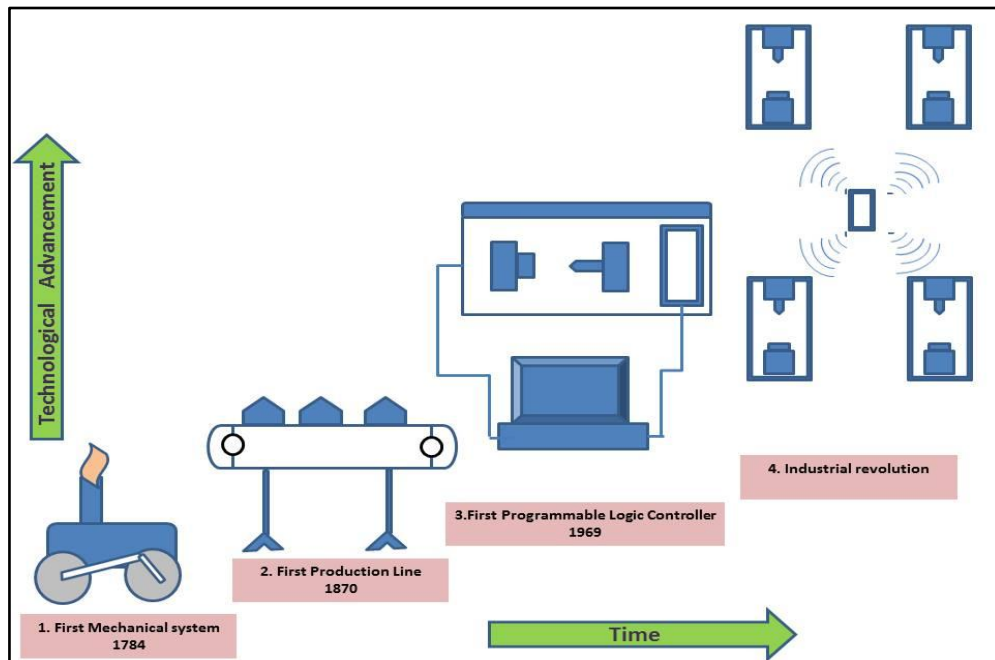 Technological Advancement
1. First Mechanical system
1784
2. First Production Line
1870
3.First Programmable Logic Controller
1969
4. Industrial revolution
Time